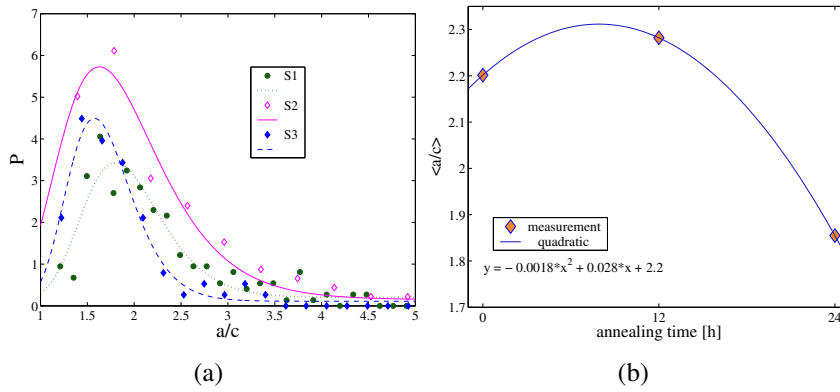 7
6
5
4
3
2
1
0
P
1 1.5 2 2.5 3 3.5 4 4.5 5
a/c
S1
S2
S3
(a)
2.3
2.2
2.1
2
1.9
1.8
1.7
<a/c>
0 12 24
annealing time [h]
measurement
quadratic
y = − 0.0018*x² + 0.028*x + 2.2
(b)